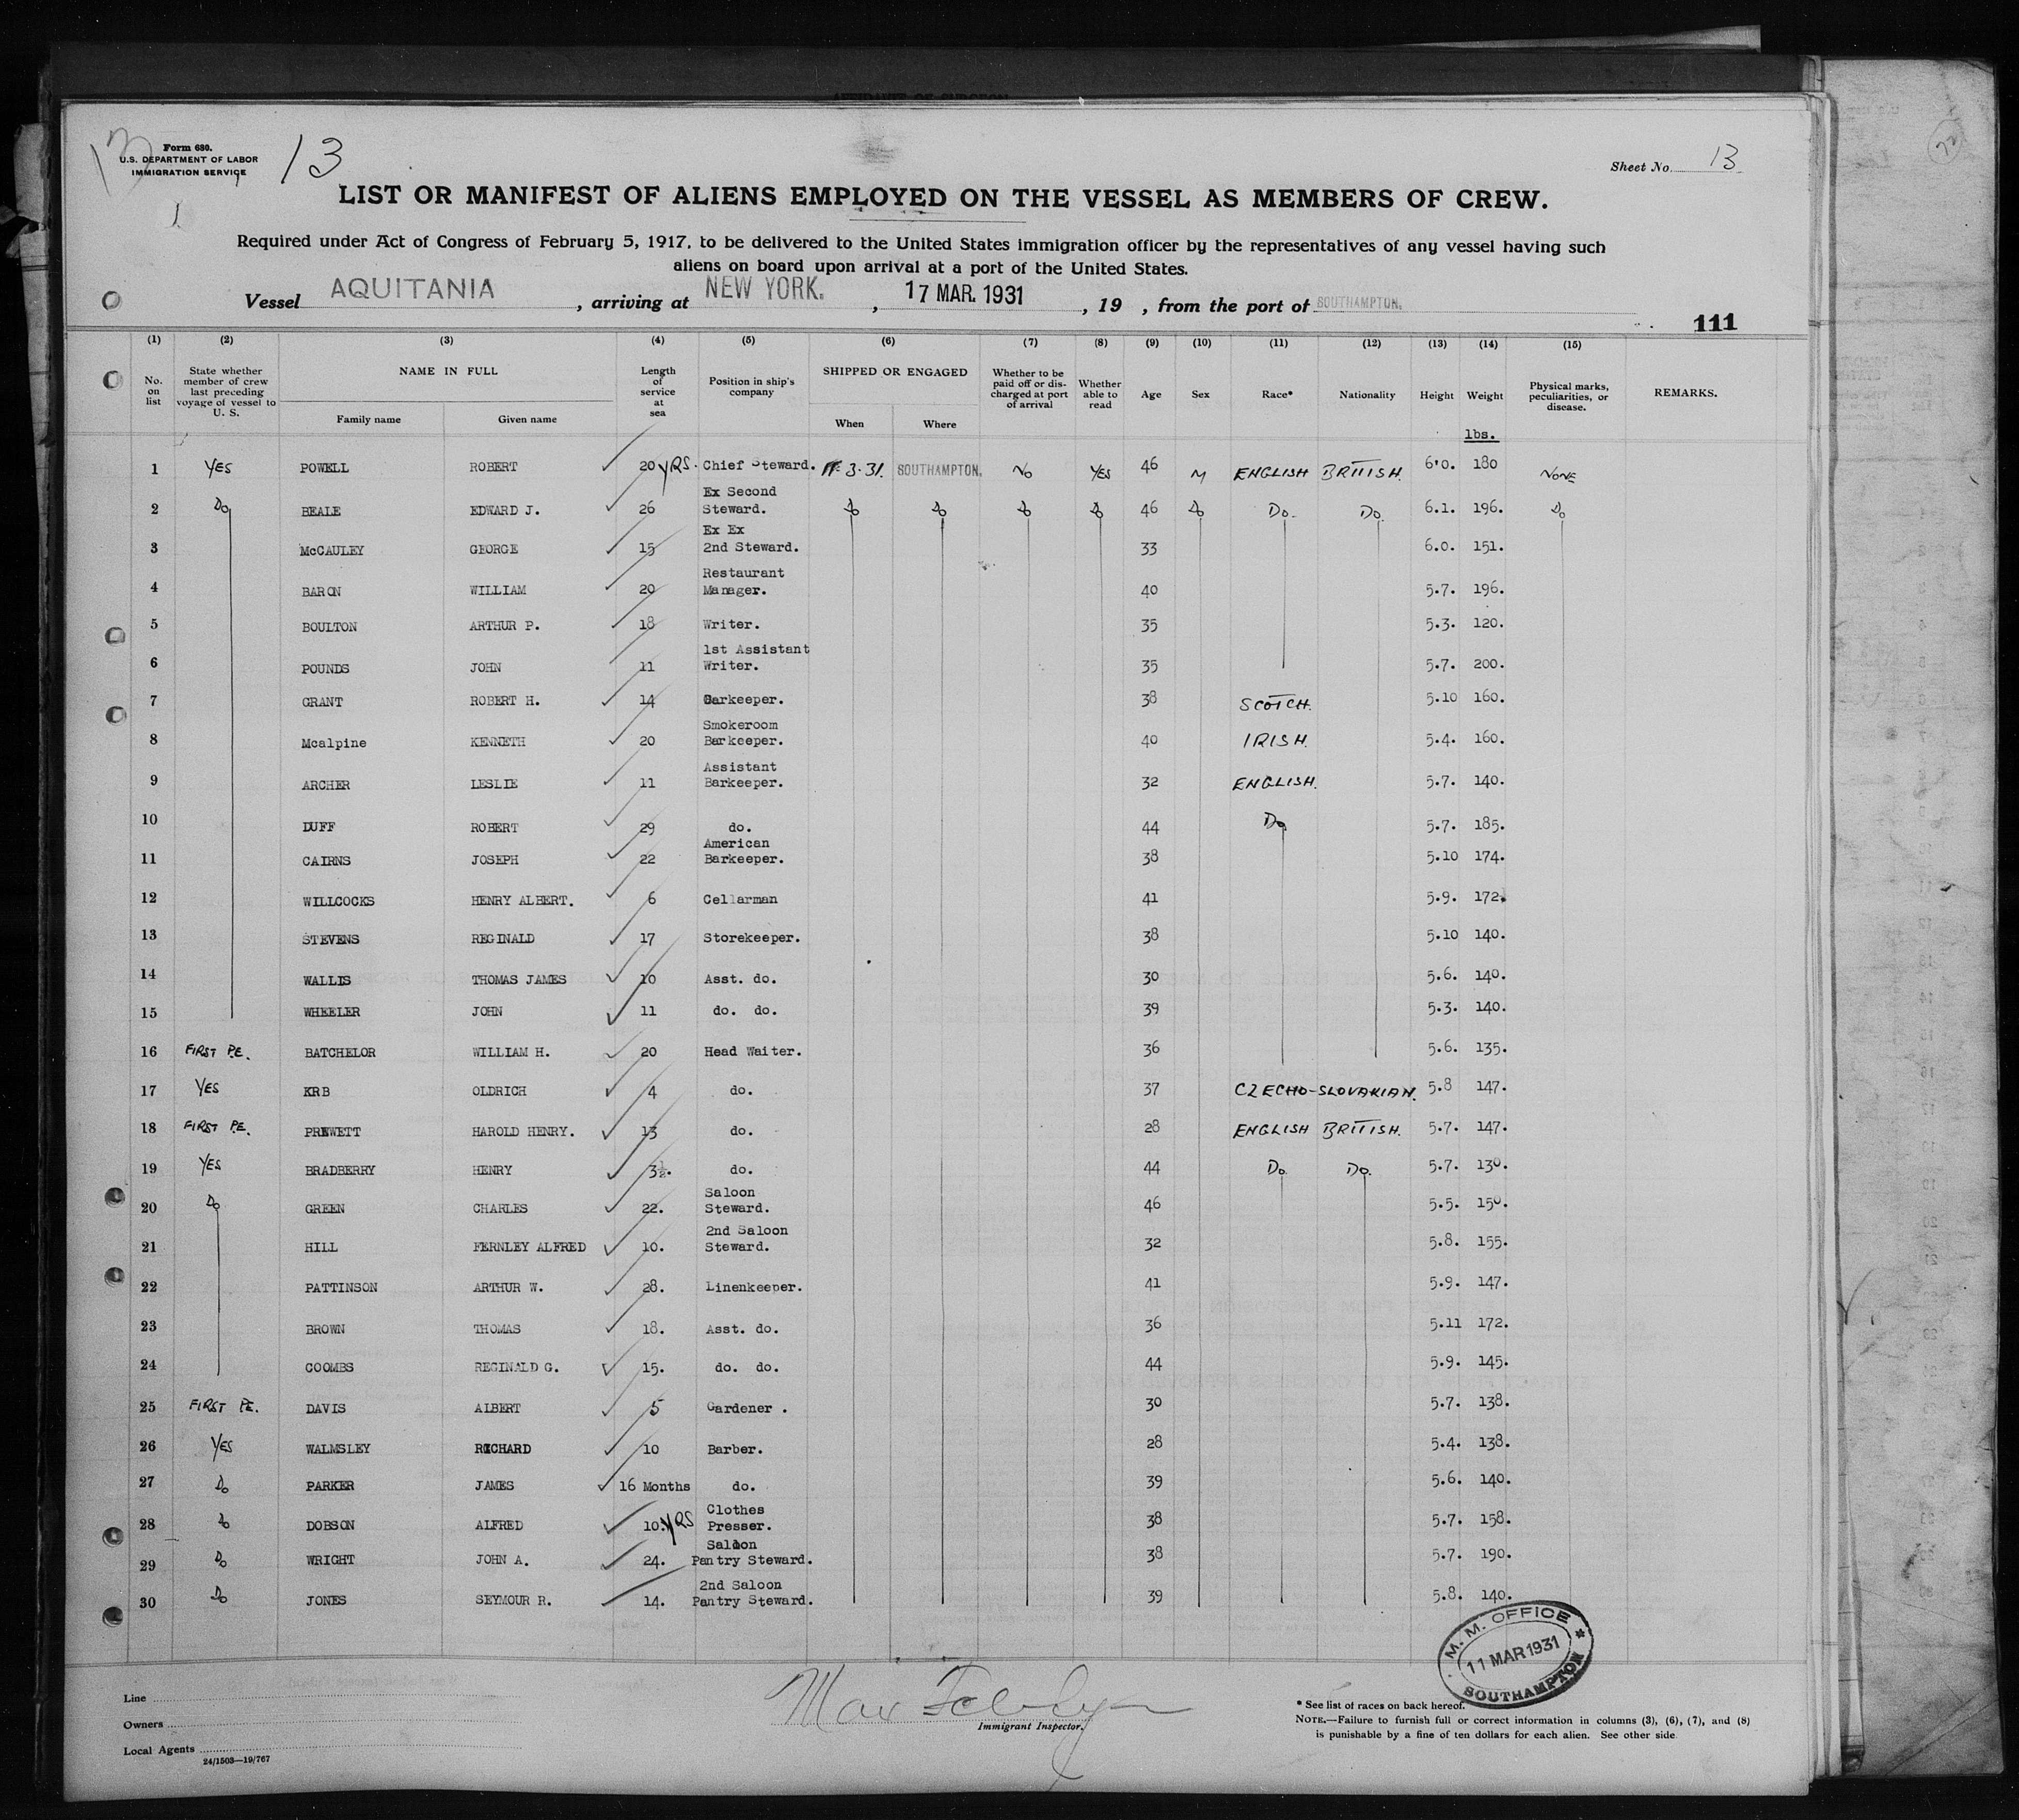 Form 680.
U.S. DEPARTMENT OF LABOR
IMMIGRATION SERVICE
13
13
1
Sheet No. 13
LIST OR MANIFEST OF ALIENS EMPLOYED ON THE VESSEL AS MEMBERS OF CREW.
Required under Act of Congress of February 5, 1917, to be delivered to the United States immigration officer by the representatives of any vessel having such
aliens on board upon arrival at a port of the United States.
Vessel AQUITANIA, arriving at NEW YORK., 17 MAR. 1931, 19 , from the port of SOUTHAMPTON.
111
(1) (2) (3) (4) (5) (6) (7) (8) (9) (10) (11) (12) (13) (14) (15)
No. on list State whether member of crew last preceding voyage of vessel to U. S. NAME IN FULL Family name Given name Length of service at sea Position in ship's company SHIPPED OR ENGAGED When Where Whether to be paid off or discharged at port of arrival Whether able to read Age Sex Race* Nationality Height Weight Physical marks, peculiarities, or disease. REMARKS.
lbs.
1 YES POWELL ROBERT 20 YRS. Chief Steward. 11.3.31. SOUTHAMPTON. NO YES 46 M ENGLISH BRITISH. 6'0. 180 NONE
2 Do BEALE EDWARD J. 26 Ex Second Steward. Do Do Do Do 46 Do Do. Do. 6.1. 196. Do
3 McCAULEY GEORGE 15 Ex Ex 2nd Steward. 33 6.0. 151.
4 BARON WILLIAM 20 Restaurant Manager. 40 5.7. 196.
5 BOULTON ARTHUR P. 18 Writer. 35 5.3. 120.
6 POUNDS JOHN 11 1st Assistant Writer. 35 5.7. 200.
7 GRANT ROBERT H. 14 Barkeeper. 38 SCOTCH. 5.10 160.
8 Mcalpine KENNETH 20 Smokeroom Barkeeper. 40 IRISH. 5.4. 160.
9 ARCHER LESLIE 11 Assistant Barkeeper. 32 ENGLISH. 5.7. 140.
10 DUFF ROBERT 29 do. 44 Do 5.7. 185.
11 CAIRNS JOSEPH 22 American Barkeeper. 38 5.10 174.
12 WILLCOCKS HENRY ALBERT. 6 Cellarman 41 5.9. 172.
13 STEVENS REGINALD 17 Storekeeper. 38 5.10 140.
14 WALLIS THOMAS JAMES 10 Asst. do. 30 5.6. 140.
15 WHEELER JOHN 11 do. do. 39 5.3. 140.
16 FIRST P.E. BATCHELOR WILLIAM H. 20 Head Waiter. 36 5.6. 135.
17 YES KRB OLDRICH 4 do. 37 CZECHO-SLOVAKIAN. 5.8 147.
18 FIRST P.E. PREWETT HAROLD HENRY. 13 do. 28 ENGLISH BRITISH. 5.7. 147.
19 YES BRADBERRY HENRY 3½. do. 44 Do Do. 5.7. 130.
20 Do GREEN CHARLES 22. Saloon Steward. 46 5.5. 150.
21 HILL FERNLEY ALFRED 10. 2nd Saloon Steward. 32 5.8. 155.
22 PATTINSON ARTHUR W. 28. Linenkeeper. 41 5.9. 147.
23 BROWN THOMAS 18. Asst. do. 36 5.11 172.
24 COOMBS REGINALD G. 15. do. do. 44 5.9. 145.
25 FIRST P.E. DAVIS ALBERT 5 Gardener . 30 5.7. 138.
26 YES WALMSLEY RICHARD 10 Barber. 28 5.4. 138.
27 Do PARKER JAMES 16 Months do. 39 5.6. 140.
28 Do DOBSON ALFRED 10. YRS Clothes Presser. 38 5.7. 158.
29 Do WRIGHT JOHN A. 24. Saloon Pantry Steward. 38 5.7. 190.
30 Do JONES SEYMOUR R. 14. 2nd Saloon Pantry Steward. 39 5.8. 140.
M. M. OFFICE
11 MAR 1931
SOUTHAMPTON
Line
Owners
Local Agents
24/1503—19/767
Max
Immigrant Inspector.
* See list of races on back hereof.
NOTE.—Failure to furnish full or correct information in columns (3), (6), (7), and (8)
is punishable by a fine of ten dollars for each alien. See other side